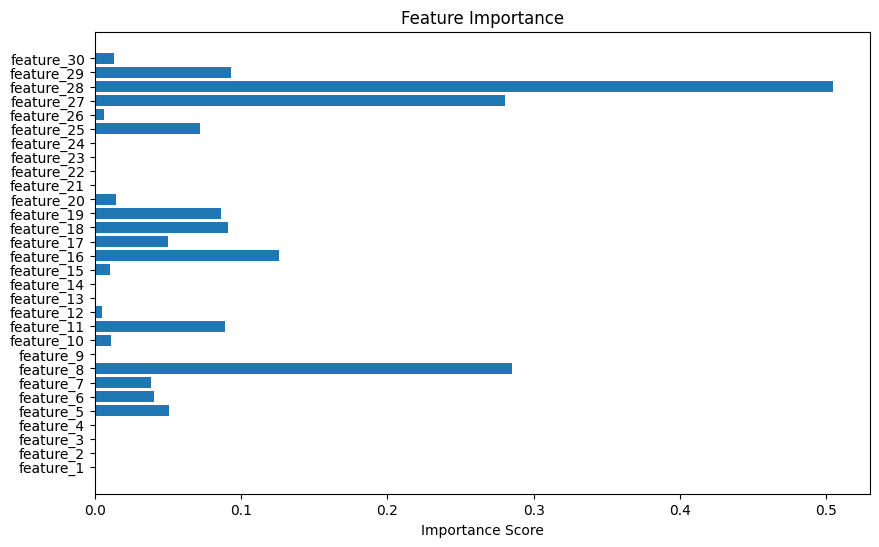 Feature Importance
feature_30
feature_29
feature_28
feature_27
feature_26
feature_25
feature_24
feature_23
feature_22
feature_21
feature_20
feature_19
feature_18
feature_17
feature_16
feature_15
feature_14
feature_13
feature_12
feature_11
feature_10
feature_9
feature_8
feature_7
feature_6
feature_5
feature_4
feature_3
feature_2
feature_1
0.0 0.1 0.2 0.3 0.4 0.5
Importance Score